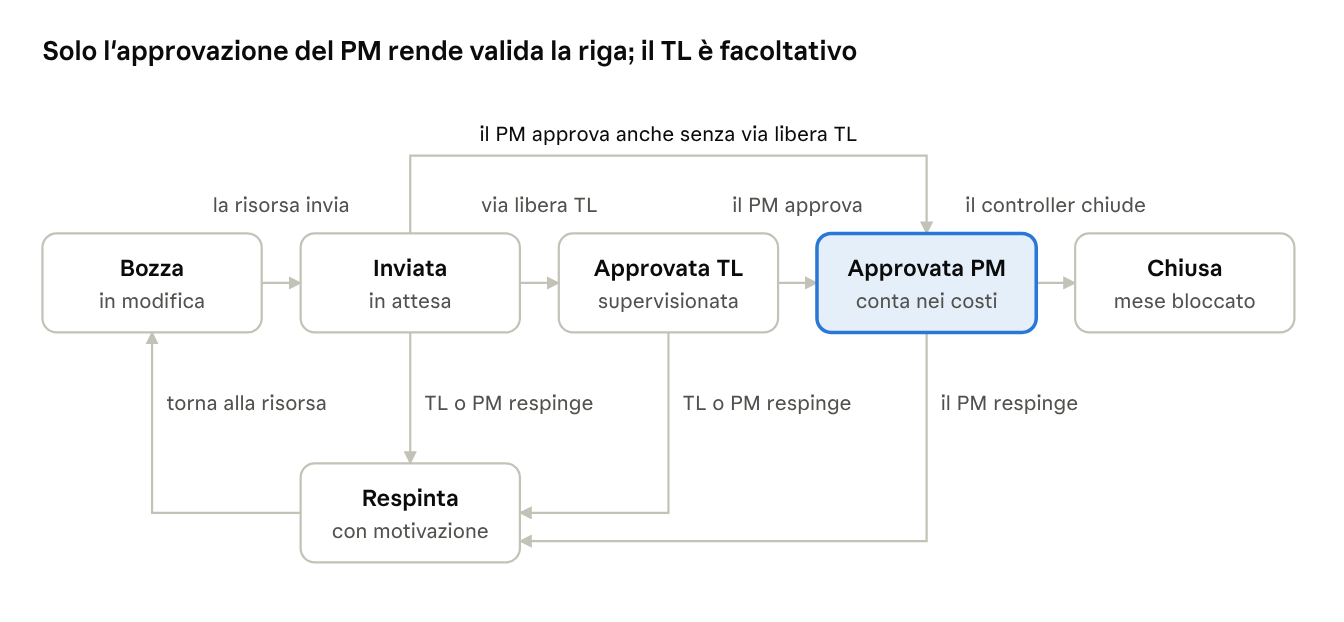 Solo l'approvazione del PM rende valida la riga; il TL è facoltativo
il PM approva anche senza via libera TL
la risorsa invia
via libera TL
il PM approva
il controller chiude
Bozza
in modifica
Inviata
in attesa
Approvata TL
supervisionata
Approvata PM
conta nei costi
Chiusa
mese bloccato
torna alla risorsa
TL o PM respinge
TL o PM respinge
il PM respinge
Respinta
con motivazione